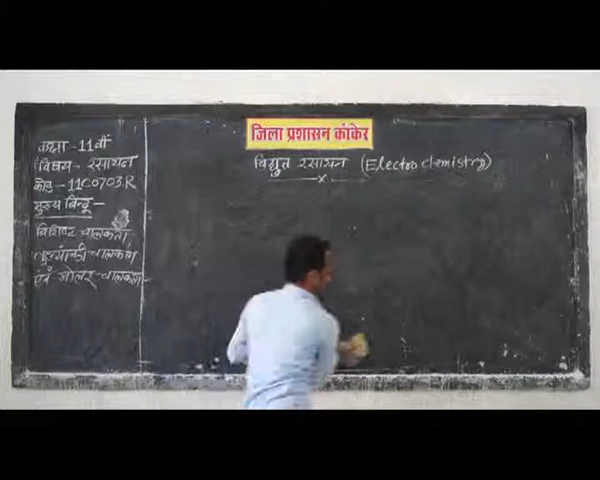 जिला प्रशासन कांकेर
कक्षा - 11वीं
विषय - रसायन
कोड - 11C0703R
मुख्य बिन्दू -
विशिष्ट चालकता,
तुल्यांकी चालकता
एवं मोलर चालकता
विद्युत रसायन (Electrochemistry)